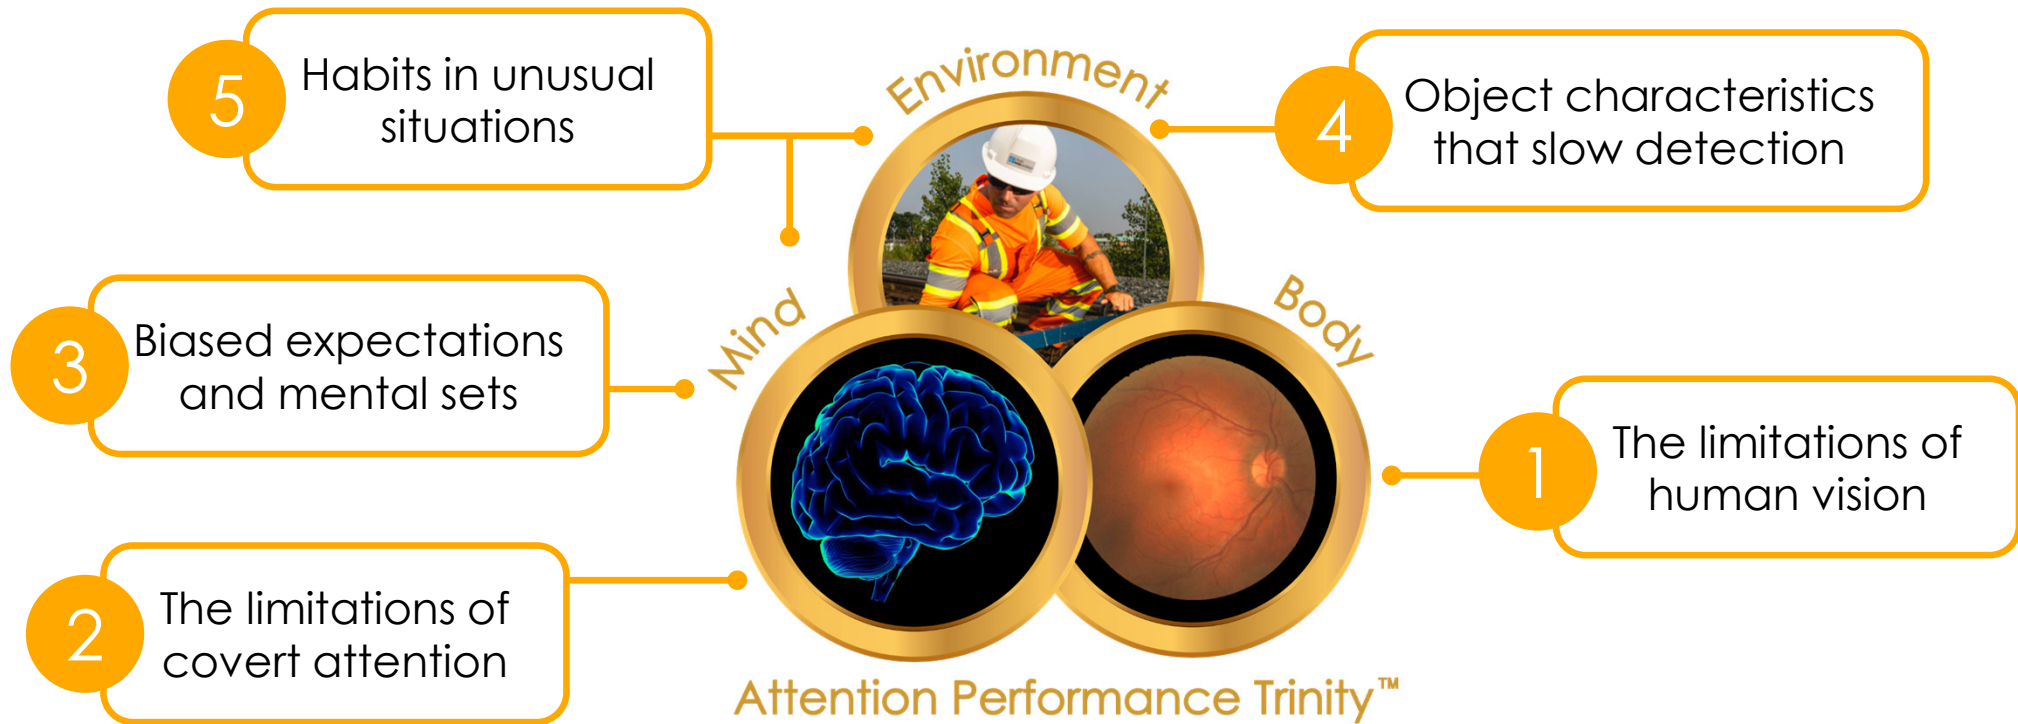 5
Habits in unusual
situations
Environment
4
Object characteristics
that slow detection
3
Biased expectations
and mental sets
Mind
Body
1
The limitations of
human vision
2
The limitations of
covert attention
Attention Performance Trinity™